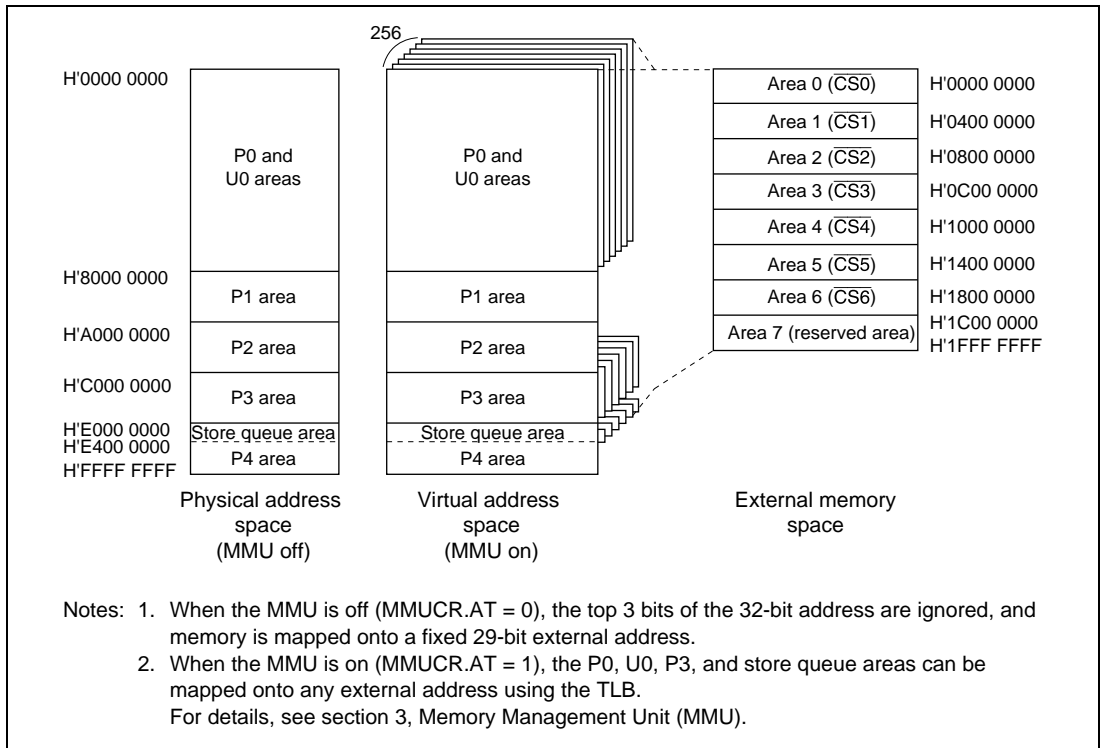 256
H'0000 0000
P0 and
U0 areas
H'8000 0000
P1 area
H'A000 0000
P2 area
H'C000 0000
P3 area
H'E000 0000
Store queue area
H'E400 0000
P4 area
H'FFFF FFFF
Physical address
space
(MMU off)
P0 and
U0 areas
P1 area
P2 area
P3 area
Store queue area
P4 area
Virtual address
space
(MMU on)
Area 0 (C̅S̅0̅) H'0000 0000
Area 1 (C̅S̅1̅) H'0400 0000
Area 2 (C̅S̅2̅) H'0800 0000
Area 3 (C̅S̅3̅) H'0C00 0000
Area 4 (C̅S̅4̅) H'1000 0000
Area 5 (C̅S̅5̅) H'1400 0000
Area 6 (C̅S̅6̅) H'1800 0000
Area 7 (reserved area) H'1C00 0000
H'1FFF FFFF
External memory
space
Notes: 1. When the MMU is off (MMUCR.AT = 0), the top 3 bits of the 32-bit address are ignored, and
memory is mapped onto a fixed 29-bit external address.
2. When the MMU is on (MMUCR.AT = 1), the P0, U0, P3, and store queue areas can be
mapped onto any external address using the TLB.
For details, see section 3, Memory Management Unit (MMU).